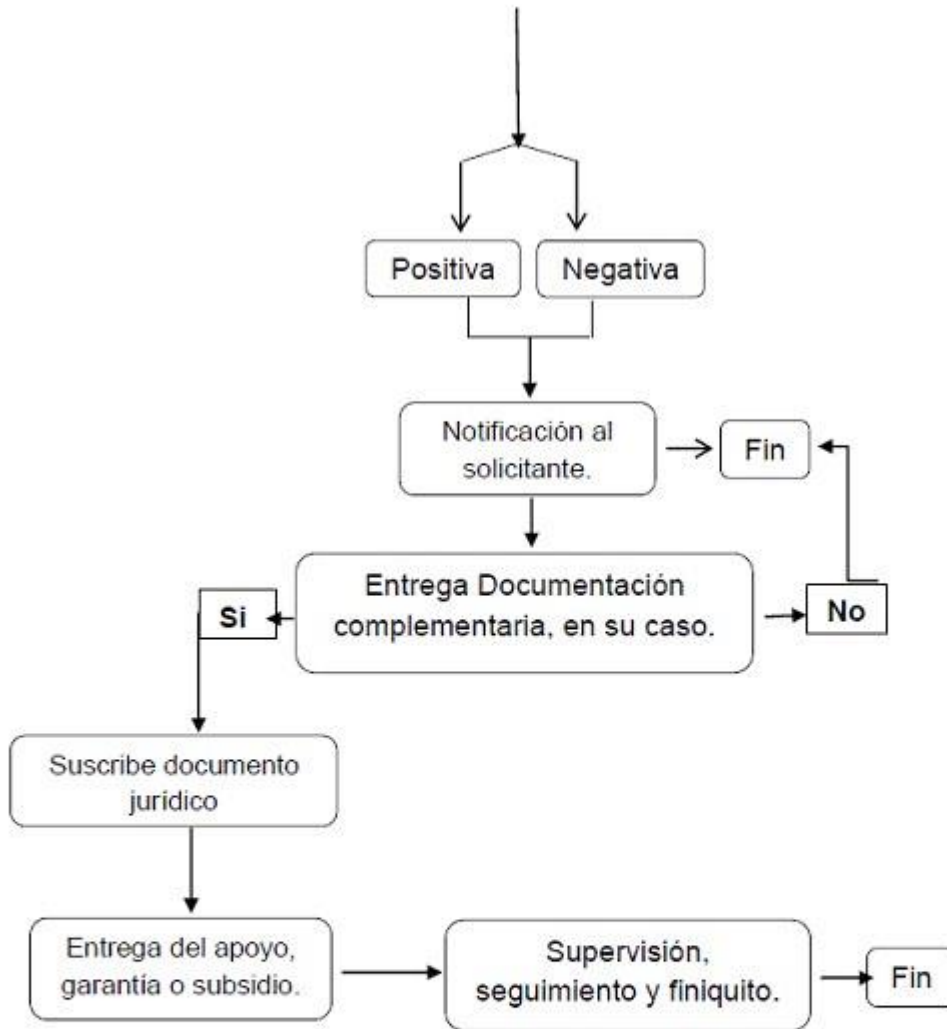 Positiva
Negativa
Notificación al
solicitante.
Fin
Entrega Documentación
complementaria, en su caso.
Si
No
Suscribe documento
jurídico
Entrega del apoyo,
garantía o subsidio.
Supervisión,
seguimiento y finiquito.
Fin